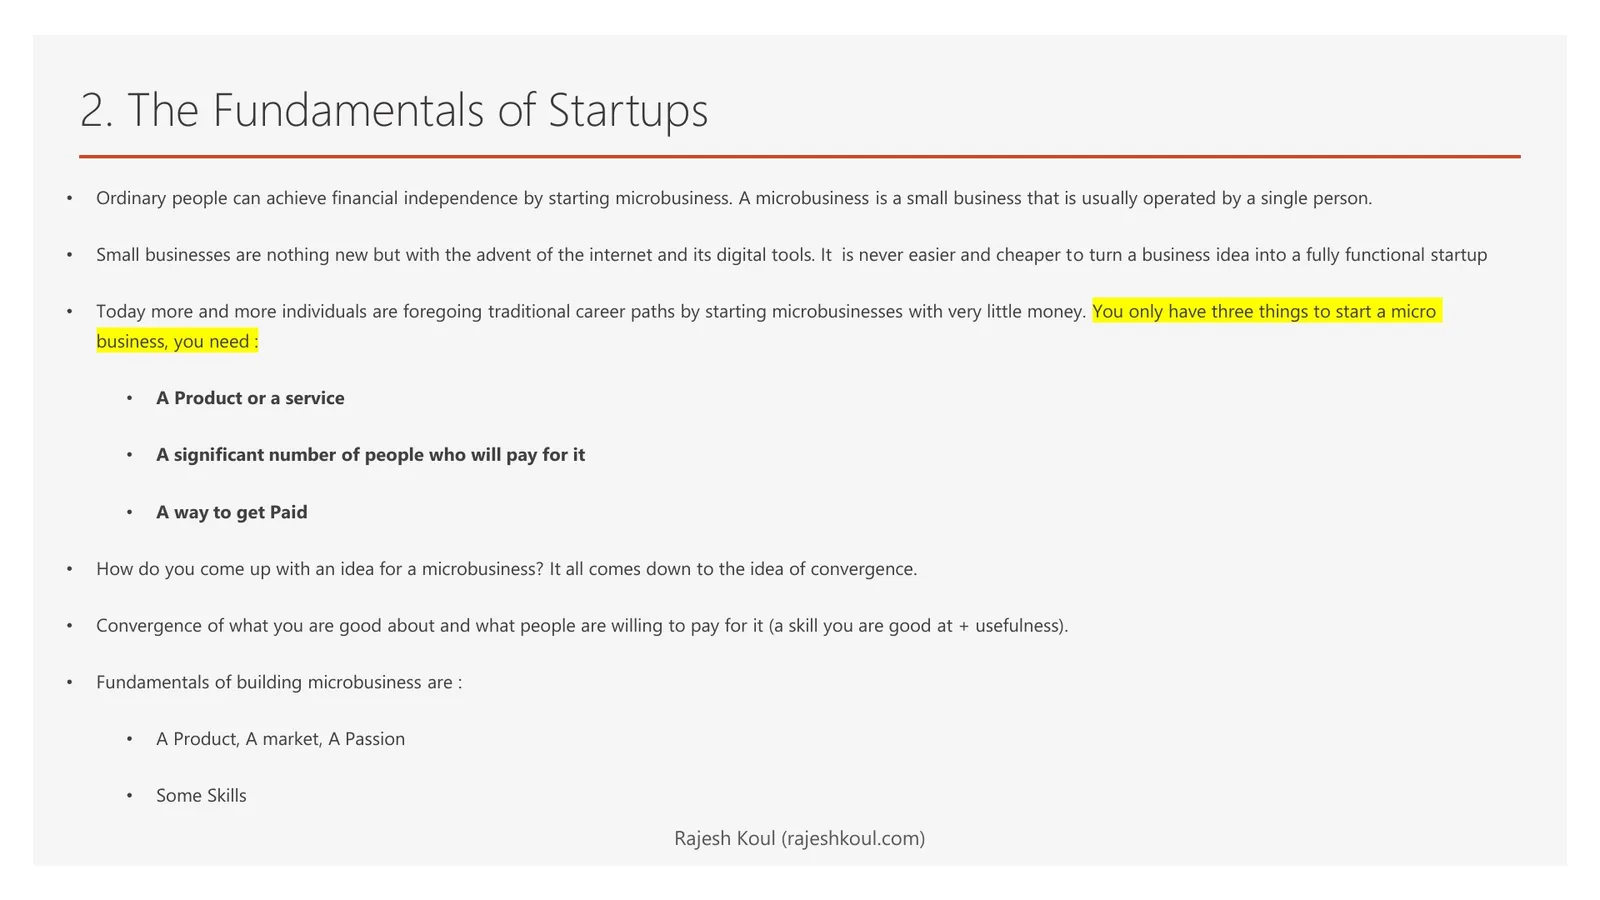 2. The Fundamentals of Startups
• Ordinary people can achieve financial independence by starting microbusiness. A microbusiness is a small business that is usually operated by a single person.
• Small businesses are nothing new but with the advent of the internet and its digital tools. It  is never easier and cheaper to turn a business idea into a fully functional startup
• Today more and more individuals are foregoing traditional career paths by starting microbusinesses with very little money. You only have three things to start a micro
business, you need :
• A Product or a service
• A significant number of people who will pay for it
• A way to get Paid
• How do you come up with an idea for a microbusiness? It all comes down to the idea of convergence.
• Convergence of what you are good about and what people are willing to pay for it (a skill you are good at + usefulness).
• Fundamentals of building microbusiness are :
• A Product, A market, A Passion
• Some Skills
Rajesh Koul (rajeshkoul.com)